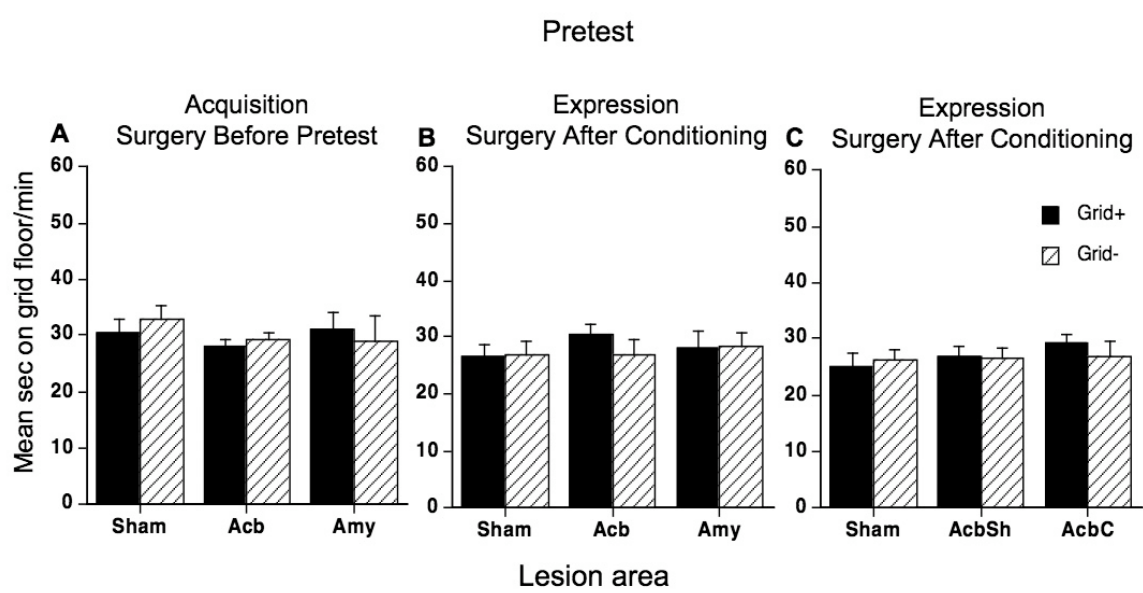 Pretest
A
Acquisition
Surgery Before Pretest
B
Expression
Surgery After Conditioning
C
Expression
Surgery After Conditioning
Mean sec on grid floor/min
60
50
40
30
20
10
0
Sham Acb Amy
60
50
40
30
20
10
0
Sham Acb Amy
60
50
40
30
20
10
0
Sham AcbSh AcbC
Grid+
Grid-
Lesion area